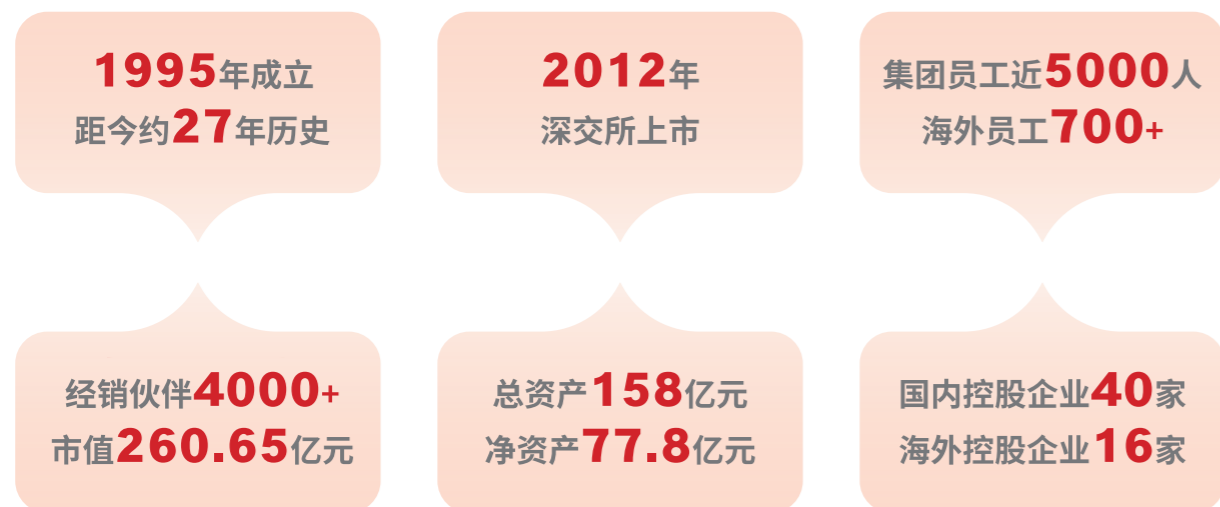 1995年成立
距今约27年历史
2012年
深交所上市
集团员工近5000人
海外员工700+
经销伙伴4000+
市值260.65亿元
总资产158亿元
净资产77.8亿元
国内控股企业40家
海外控股企业16家